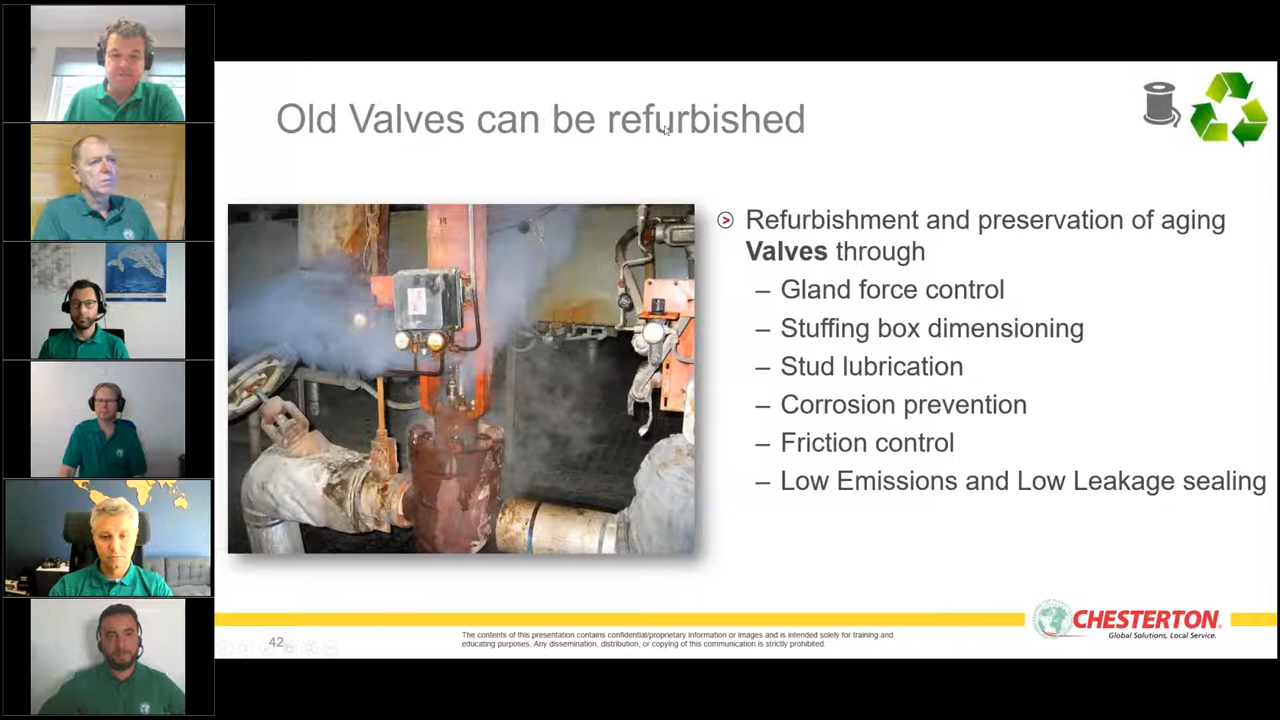 Old Valves can be refurbished
Refurbishment and preservation of aging
Valves through
– Gland force control
– Stuffing box dimensioning
– Stud lubrication
– Corrosion prevention
– Friction control
– Low Emissions and Low Leakage sealing
CHESTERTON®
Global Solutions, Local Service.
42
The contents of this presentation contains confidential/proprietary information or images and is intended solely for training and
educating purposes. Any dissemination, distribution, or copying of this communication is strictly prohibited.